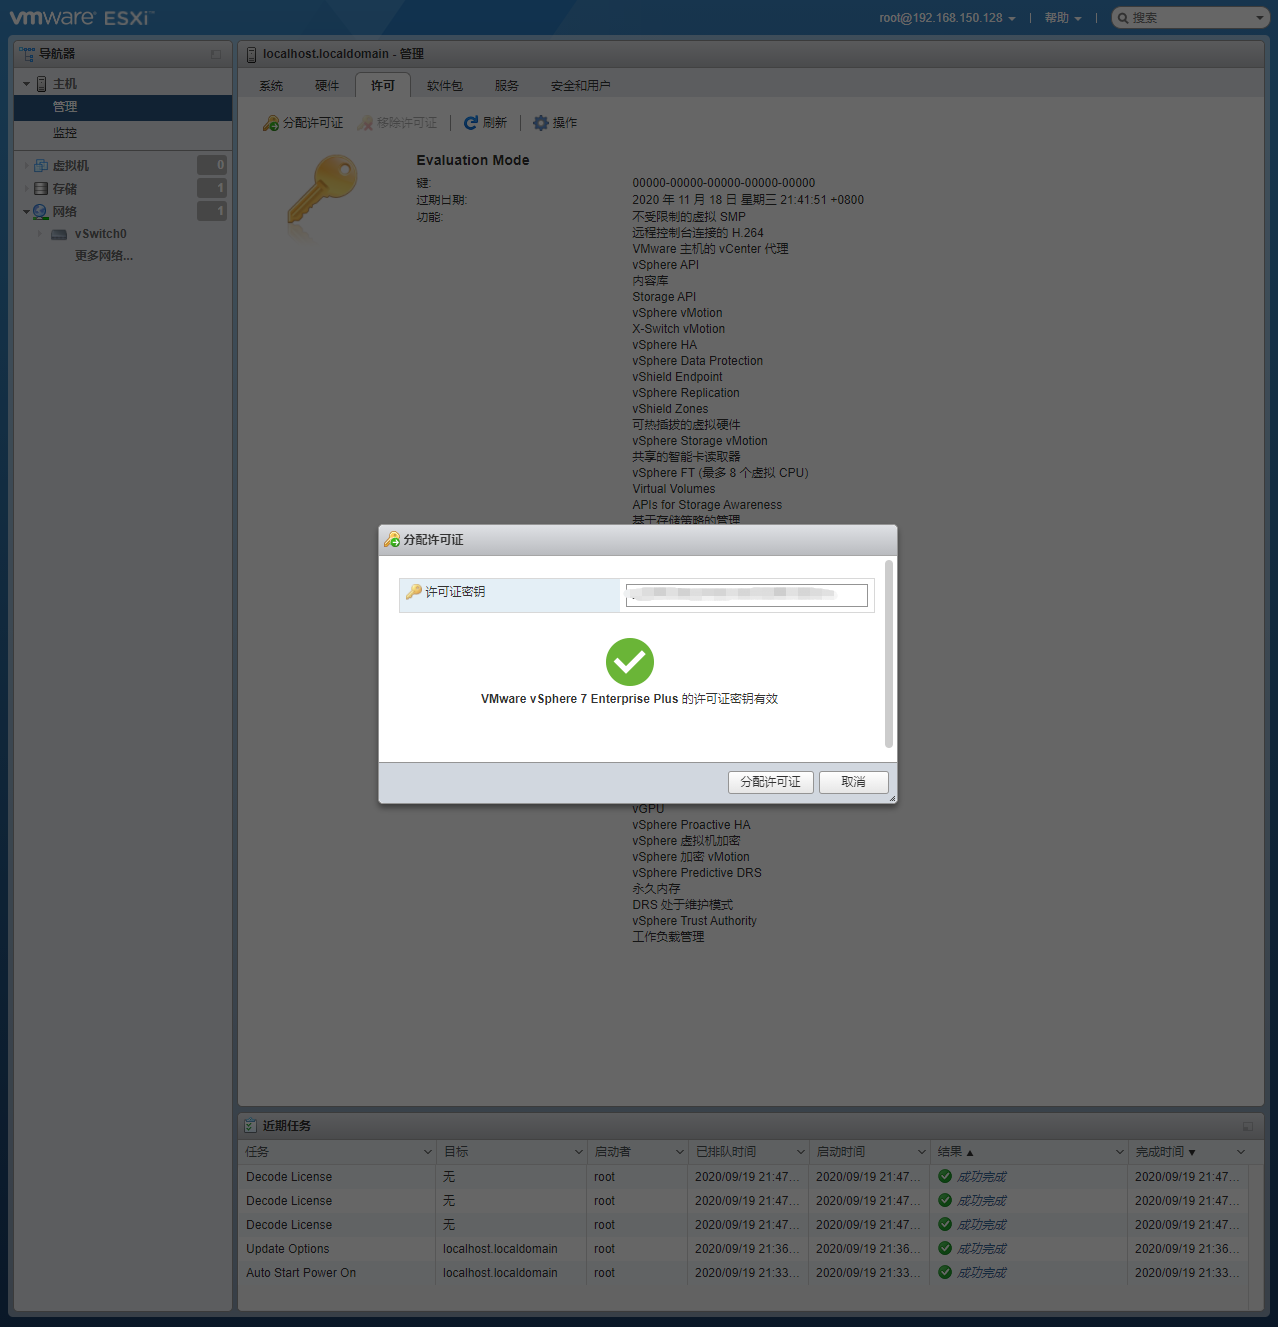 vmware ESXi™
root@192.168.150.128 | 帮助 | 搜索
导航器
主机
管理
监控
虚拟机 0
存储 1
网络 1
vSwitch0
更多网络...
localhost.localdomain - 管理
系统 硬件 许可 软件包 服务 安全和用户
分配许可证 移除许可证 | 刷新 | 操作
Evaluation Mode
键: 00000-00000-00000-00000-00000
过期日期: 2020 年 11 月 18 日 星期三 21:41:51 +0800
功能: 不受限制的虚拟 SMP
远程控制台连接的 H.264
VMware 主机的 vCenter 代理
vSphere API
内容库
Storage API
vSphere vMotion
X-Switch vMotion
vSphere HA
vSphere Data Protection
vShield Endpoint
vSphere Replication
vShield Zones
可热插拔的虚拟硬件
vSphere Storage vMotion
共享的智能卡读取器
vSphere FT (最多 8 个虚拟 CPU)
Virtual Volumes
APIs for Storage Awareness
基于存储策略的管理
分配许可证
许可证密钥
VMware vSphere 7 Enterprise Plus 的许可证密钥有效
分配许可证 取消
vGPU
vSphere Proactive HA
vSphere 虚拟机加密
vSphere 加密 vMotion
vSphere Predictive DRS
永久内存
DRS 处于维护模式
vSphere Trust Authority
工作负载管理
近期任务
任务 目标 启动者 已排队时间 启动时间 结果 ▲ 完成时间 ▼
Decode License 无 root 2020/09/19 21:47... 2020/09/19 21:47... 成功完成 2020/09/19 21:47...
Decode License 无 root 2020/09/19 21:47... 2020/09/19 21:47... 成功完成 2020/09/19 21:47...
Decode License 无 root 2020/09/19 21:47... 2020/09/19 21:47... 成功完成 2020/09/19 21:47...
Update Options localhost.localdomain root 2020/09/19 21:36... 2020/09/19 21:36... 成功完成 2020/09/19 21:36...
Auto Start Power On localhost.localdomain root 2020/09/19 21:33... 2020/09/19 21:33... 成功完成 2020/09/19 21:33...